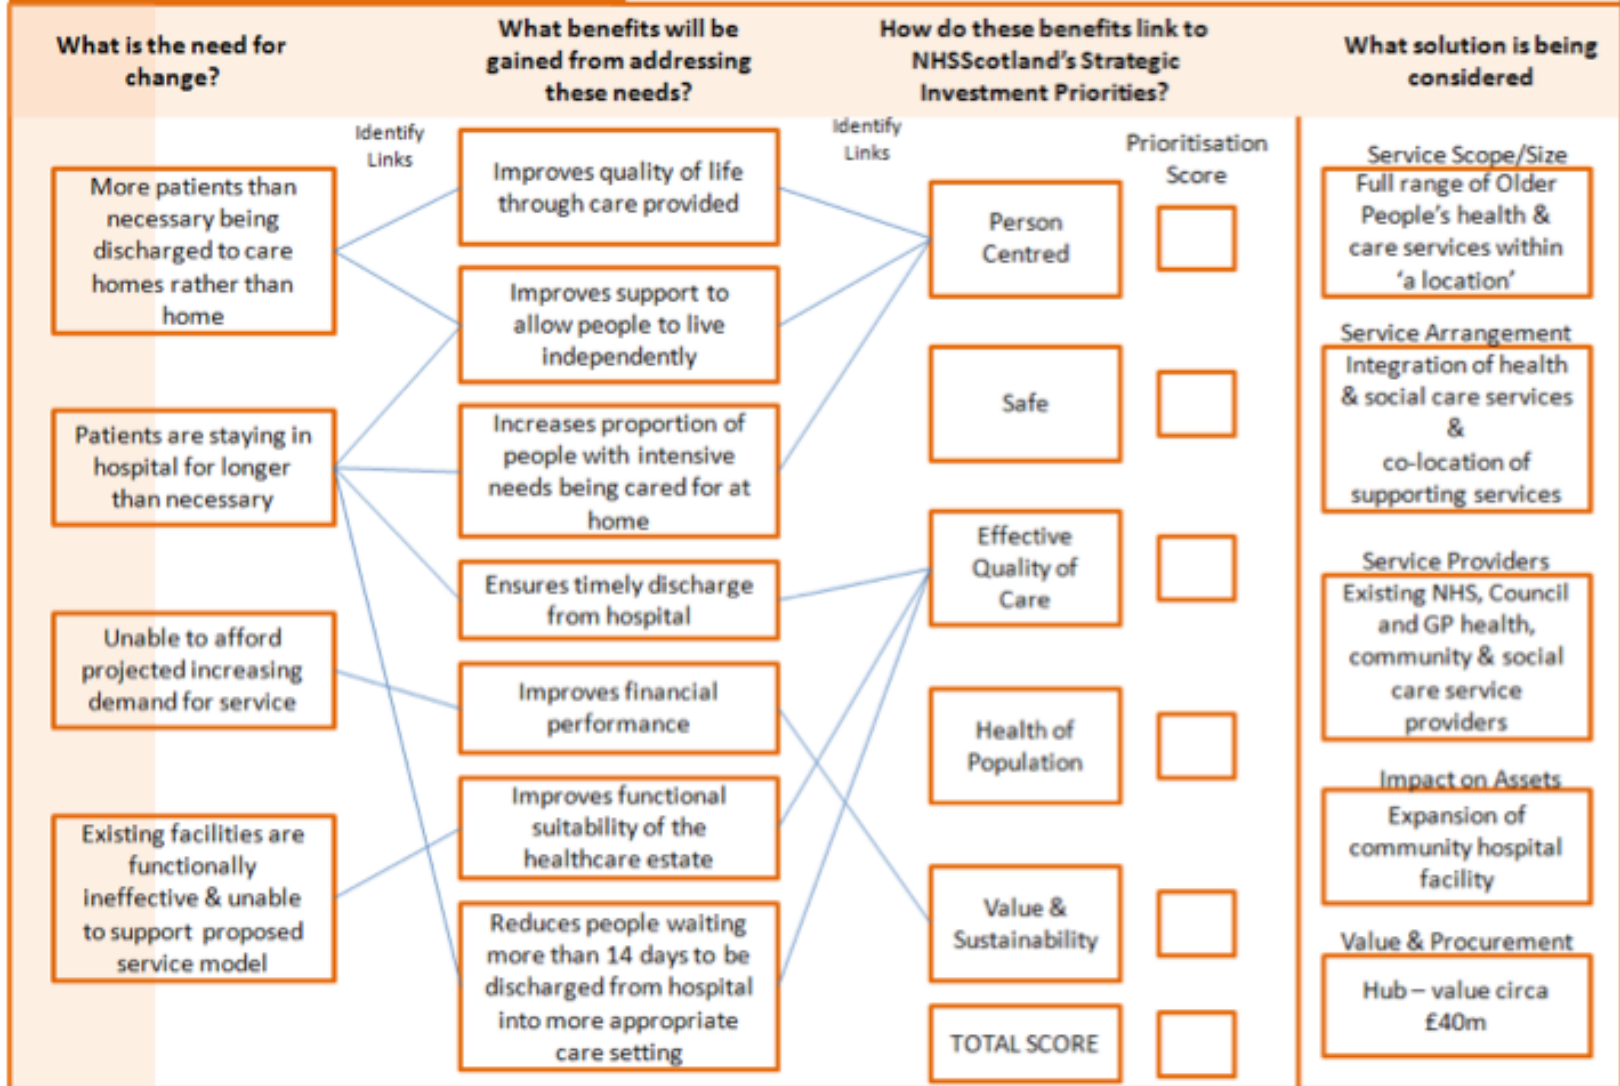 What is the need for
change?
What benefits will be
gained from addressing
these needs?
How do these benefits link to
NHSScotland's Strategic
Investment Priorities?
What solution is being
considered
Identify
Links
Identify
Links
Prioritisation
Score
More patients than
necessary being
discharged to care
homes rather than
home
Patients are staying in
hospital for longer
than necessary
Unable to afford
projected increasing
demand for service
Existing facilities are
functionally
ineffective & unable
to support proposed
service model
Improves quality of life
through care provided
Improves support to
allow people to live
independently
Increases proportion of
people with intensive
needs being cared for at
home
Ensures timely discharge
from hospital
Improves financial
performance
Improves functional
suitability of the
healthcare estate
Reduces people waiting
more than 14 days to be
discharged from hospital
into more appropriate
care setting
Person
Centred
Safe
Effective
Quality of
Care
Health of
Population
Value &
Sustainability
TOTAL SCORE
Service Scope/Size
Full range of Older
People's health &
care services within
'a location'
Service Arrangement
Integration of health
& social care services
&
co-location of
supporting services
Service Providers
Existing NHS, Council
and GP health,
community & social
care service
providers
Impact on Assets
Expansion of
community hospital
facility
Value & Procurement
Hub – value circa
£40m